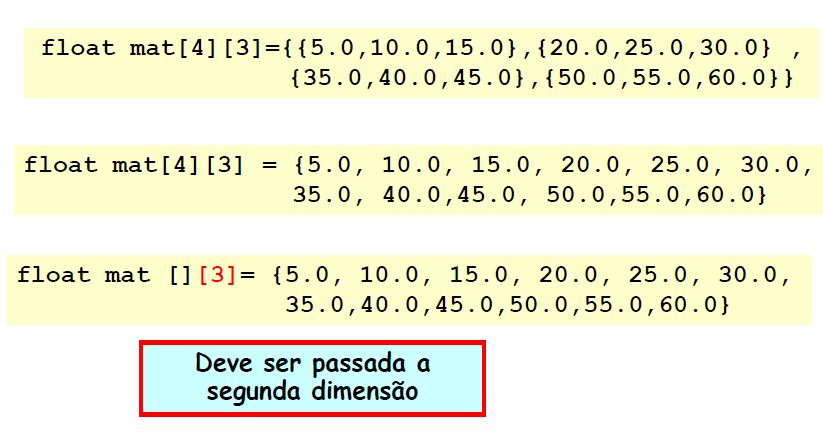 float mat[4][3]={{5.0,10.0,15.0},{20.0,25.0,30.0} ,
{35.0,40.0,45.0},{50.0,55.0,60.0}}
float mat[4][3] = {5.0, 10.0, 15.0, 20.0, 25.0, 30.0,
35.0, 40.0,45.0, 50.0,55.0,60.0}
float mat [][3]= {5.0, 10.0, 15.0, 20.0, 25.0, 30.0,
35.0,40.0,45.0,50.0,55.0,60.0}
Deve ser passada a
segunda dimensão